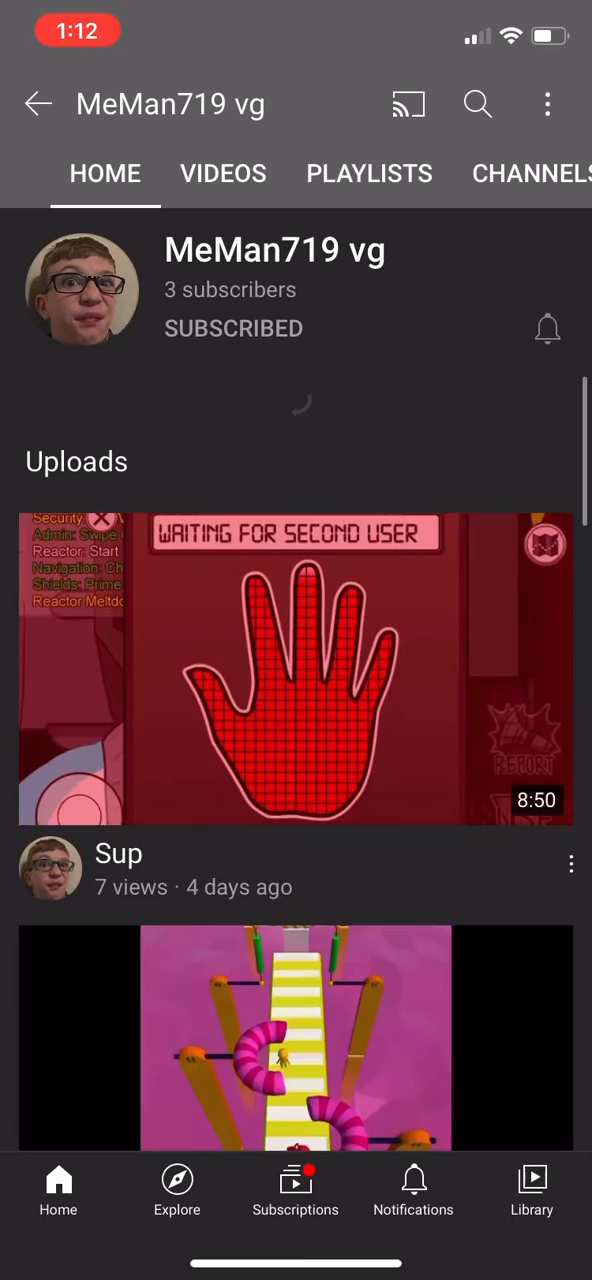 1:12
MeMan719 vg
HOME VIDEOS PLAYLISTS CHANNELS
MeMan719 vg
3 subscribers
SUBSCRIBED
Uploads
Security
Admin: Swipe
Reactor: Start
Navigation: Ch
Shields: Prime
Reactor Meltdo
WAITING FOR SECOND USER
REPORT
8:50
Sup
7 views · 4 days ago
Home Explore Subscriptions Notifications Library